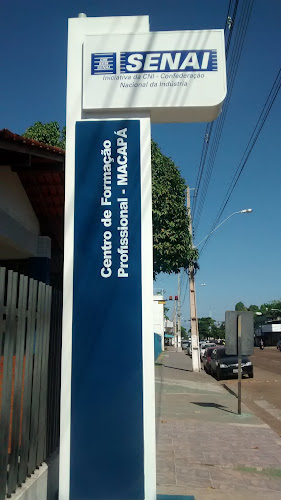 SENAI
Iniciativa da CNI - Confederação
Nacional da Indústria
Centro de Formação
Profissional - MACAPÁ